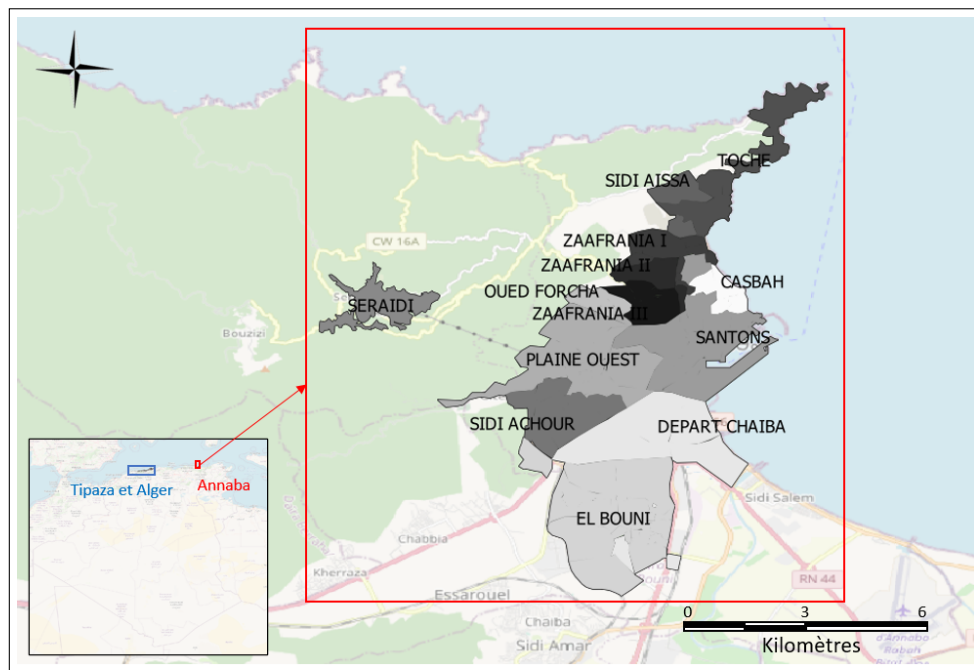 TOCHE
SIDI AISSA
ZAAFRANIA I
CW 16A
ZAAFRANIA II
CASBAH
OUED FORCHA
SERAIDI
ZAAFRANIA III
Bouzizi
SANTONS
PLAINE OUEST
SIDI ACHOUR
DEPART CHAIBA
Tipaza et Alger
Annaba
Sidi Salem
EL BOUNI
Chabbia
Kherraza
RN 44
Essarouel
0 3 6
Chaiba
Kilomètres
Sidi Amar